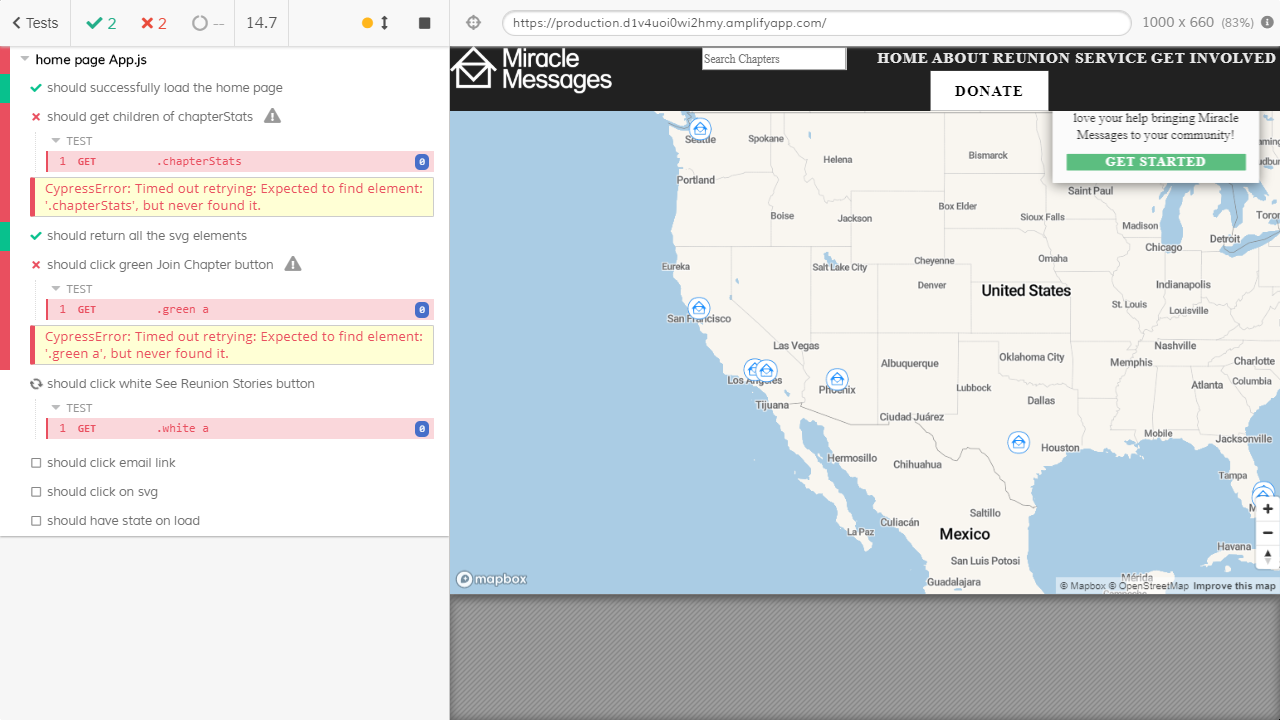 Tests
2
2
--
14.7
https://production.d1v4uoi0wi2hmy.amplifyapp.com/
1000 x 660 (83%)
home page App.js
should successfully load the home page
should get children of chapterStats
TEST
1 GET .chapterStats 0
CypressError: Timed out retrying: Expected to find element:
'.chapterStats', but never found it.
should return all the svg elements
should click green Join Chapter button
TEST
1 GET .green a 0
CypressError: Timed out retrying: Expected to find element:
'.green a', but never found it.
should click white See Reunion Stories button
TEST
1 GET .white a 0
should click email link
should click on svg
should have state on load
Miracle
Messages
Search Chapters
HOME ABOUT REUNION SERVICE GET INVOLVED
DONATE
love your help bringing Miracle
Messages to your community!
GET STARTED
Seattle
Spokane
Helena
Bismarck
Portland
Saint Paul
Boise
Jackson
Box Elder
Sioux Falls
Madison
Toro
Detroit
Chicago
Eureka
Salt Lake City
Cheyenne
Omaha
Denver
United States
Indianapolis
St. Louis
Louisville
San Francisco
Las Vegas
Nashville
Albuquerque
Oklahoma City
Memphis
Charlotte
Los Angeles
Phoenix
Lubbock
Atlanta
Columbia
Tijuana
Dallas
Ciudad Juárez
Mobile
Jacksonville
Houston
Hermosillo
Chihuahua
Tampa
Saltillo
Culiacán
La Paz
Mexico
Havana
San Luis Potosi
Mérida
Guadalajara
mapbox
© Mapbox © OpenStreetMap Improve this map